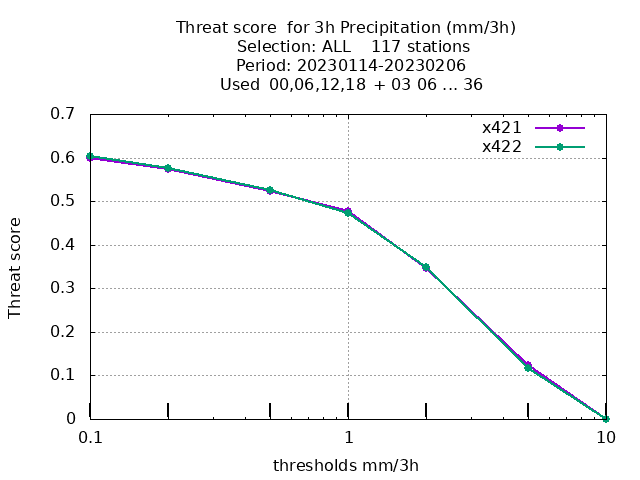 Threat score  for 3h Precipitation (mm/3h)
Selection: ALL    117 stations
Period: 20230114-20230206
Used  00,06,12,18  + 03 06 ... 36
x421
x422
0.7
0.6
0.5
0.4
0.3
0.2
0.1
0
Threat score
0.1
1
10
thresholds mm/3h